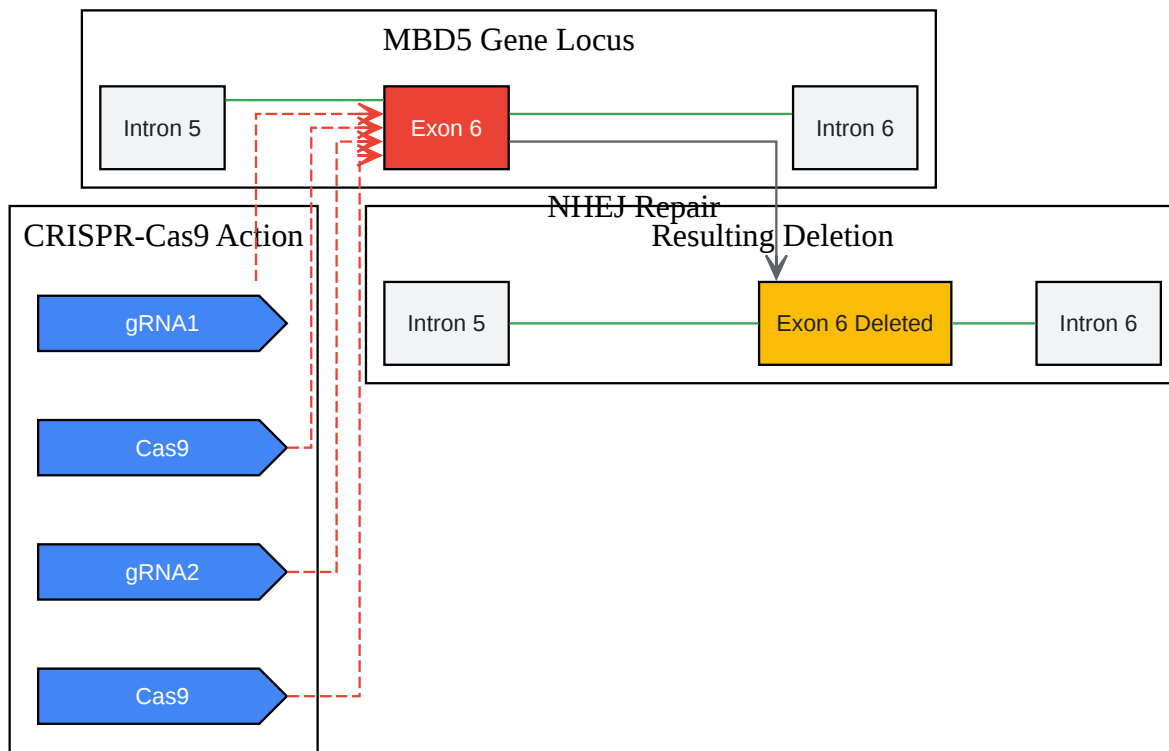 MBD5 Gene Locus
Intron 5
Exon 6
Intron 6
NHEJ Repair
CRISPR-Cas9 Action
Resulting Deletion
gRNA1
Intron 5
Exon 6 Deleted
Intron 6
Cas9
gRNA2
Cas9